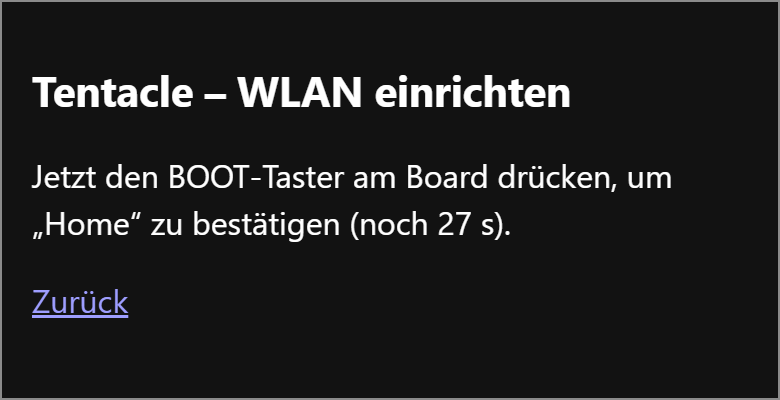 Tentacle – WLAN einrichten
Jetzt den BOOT-Taster am Board drücken, um
„Home“ zu bestätigen (noch 27 s).
Zurück